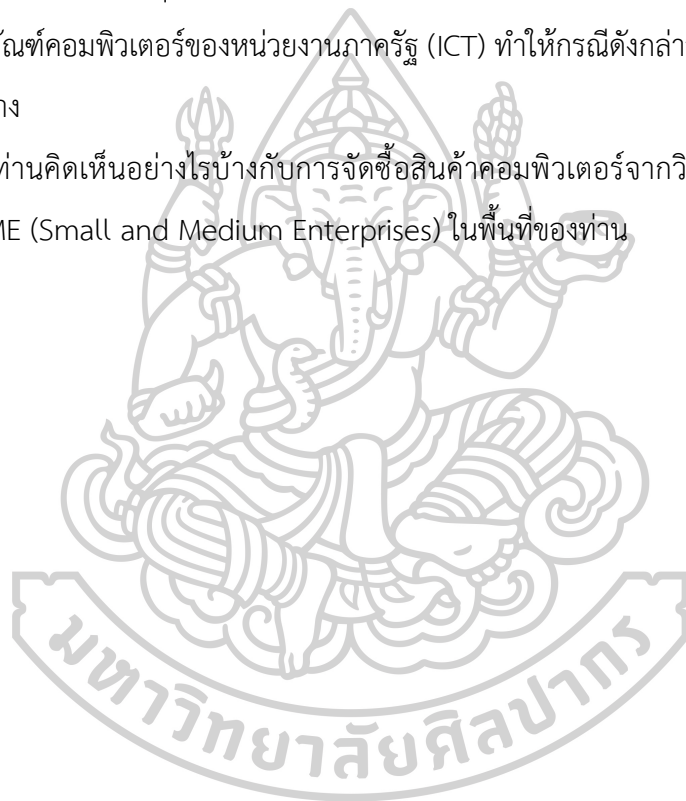 ัณฑ์คอมพิวเตอร์ของหน่วยงานภาครัฐ (ICT) ทำให้กรณีดังกล่า
าง
ท่านคิดเห็นอย่างไรบ้างกับการจัดซื้อสินค้าคอมพิวเตอร์จากวิ
ME (Small and Medium Enterprises) ในพื้นที่ของท่าน
มหาวิทยาลัยศิลปากร